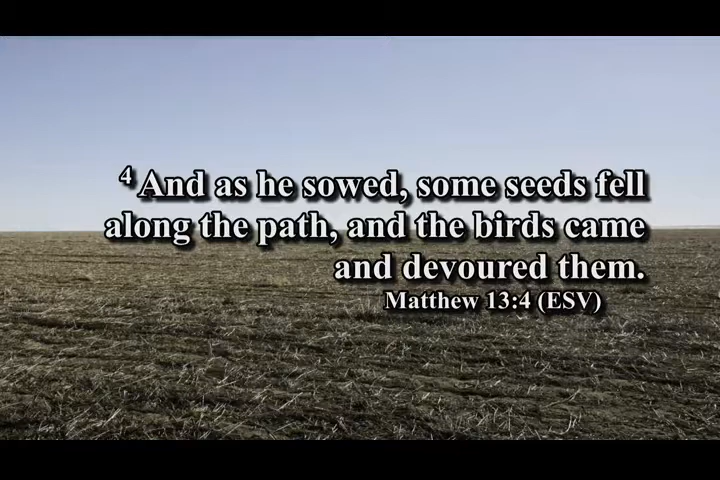 4 And as he sowed, some seeds fell
along the path, and the birds came
and devoured them.
Matthew 13:4 (ESV)